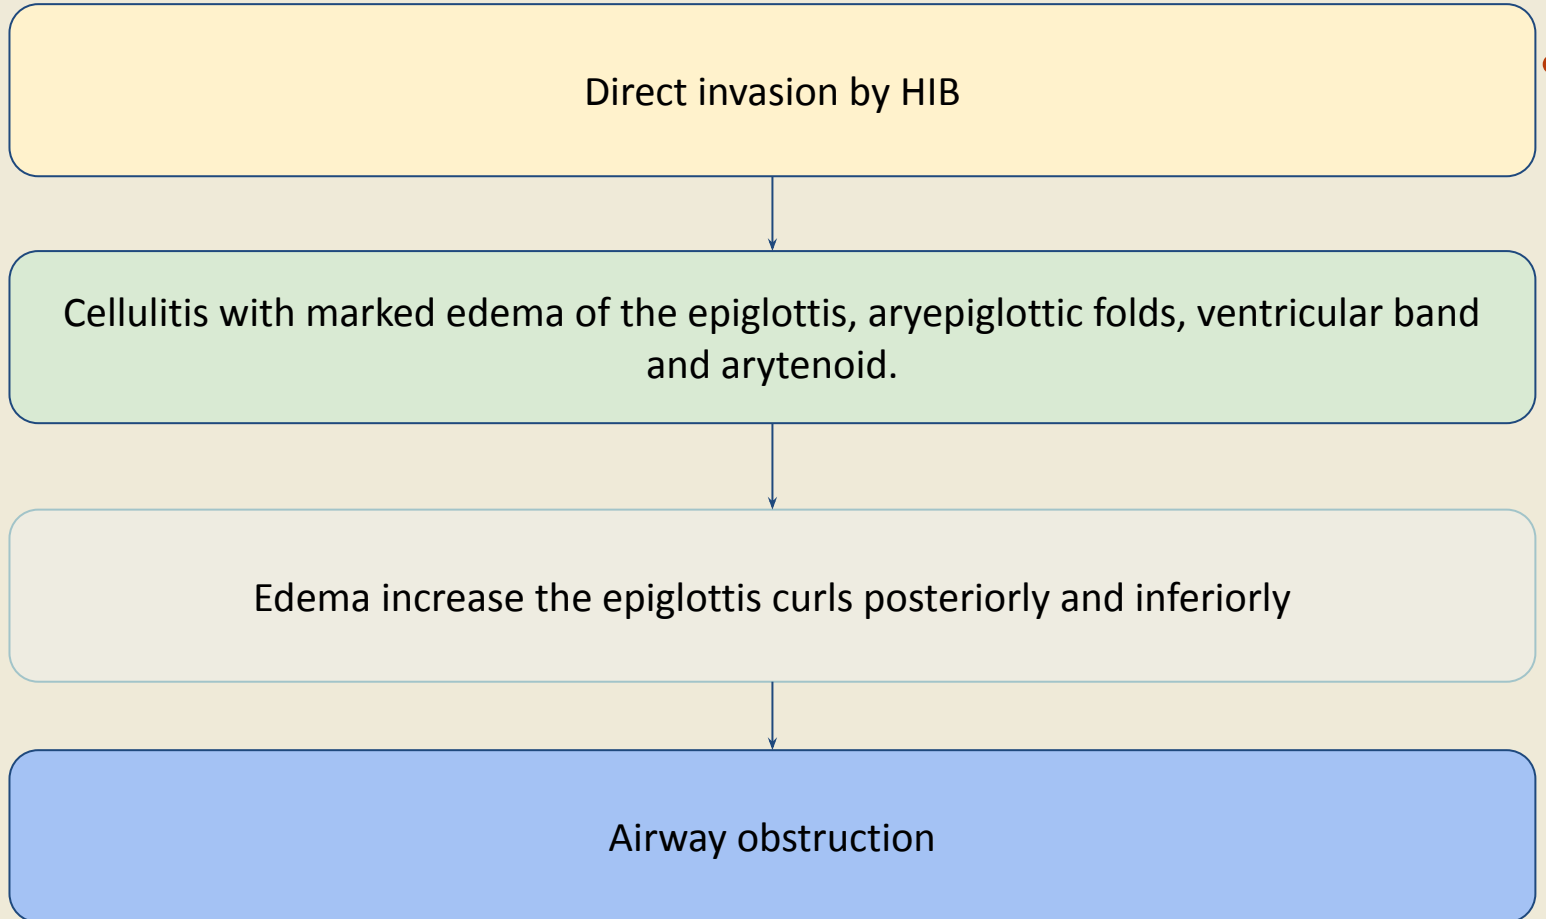 Direct invasion by HIB
Cellulitis with marked edema of the epiglottis, aryepiglottic folds, ventricular band
and arytenoid.
Edema increase the epiglottis curls posteriorly and inferiorly
Airway obstruction